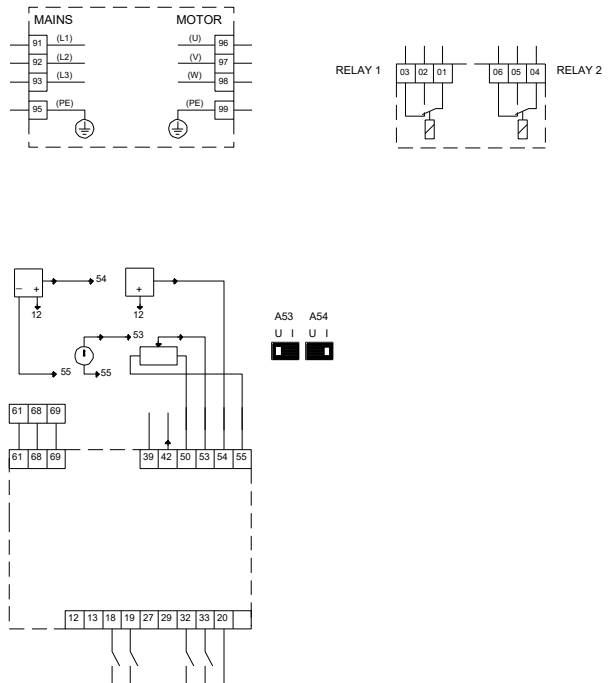 MAINS MOTOR
91 (L1) (U) 96
92 (L2) (V) 97
93 (L3) (W) 98
95 (PE) (PE) 99
RELAY 1 03 02 01 06 05 04 RELAY 2
− + 54 +
12 12
53
55 55
A53 A54
U I U I
61 68 69
61 68 69 39 42 50 53 54 55
12 13 18 19 27 29 32 33 20